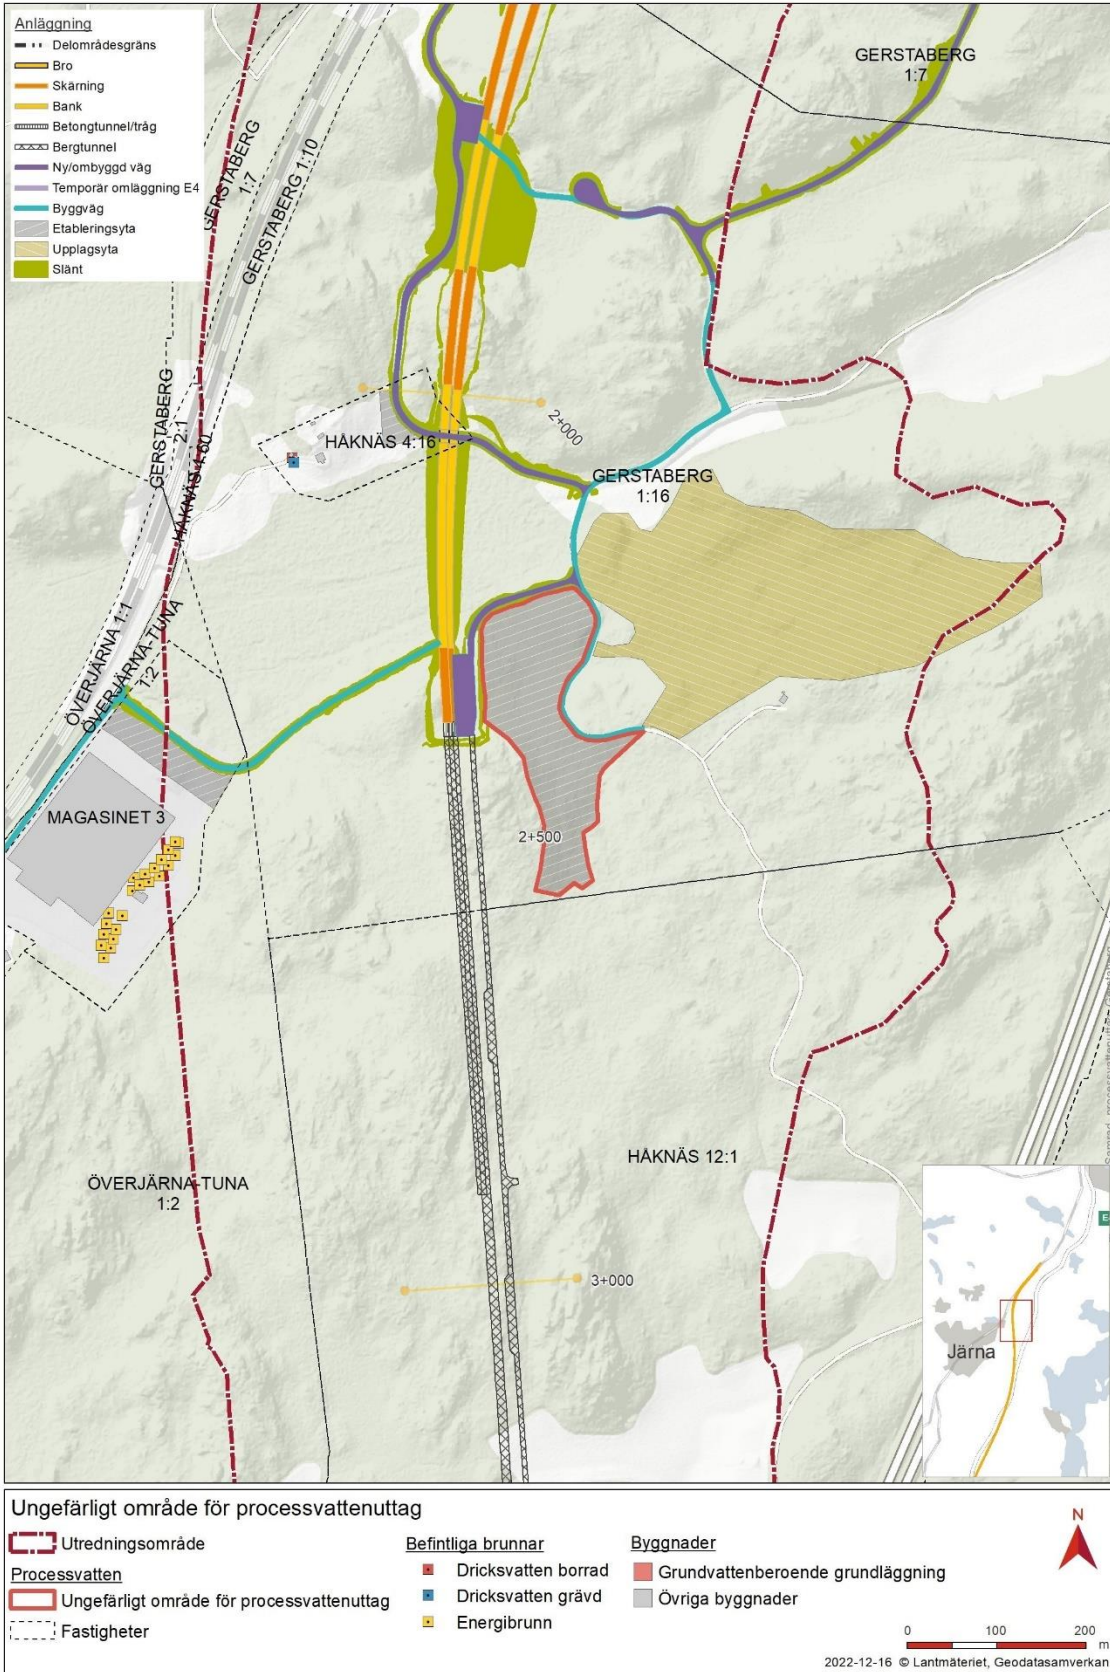 Anläggning
Delområdesgräns
Bro
Skärning
Bank
Betongtunnel/tråg
Bergtunnel
Ny/ombyggd väg
Temporär omläggning E4
Byggväg
Etableringsyta
Upplagsyta
Slänt
GERSTABERG
1:7
GERSTABERG
1:7
GERSTABERG 1:10
GERSTABERG
2:1
HÅKNÄS 4:60
HÅKNÄS 4:16
2+000
GERSTABERG
1:16
ÖVERJÄRNA 1:1
ÖVERJÄRNA-TUNA
1:2
MAGASINET 3
2+500
HÅKNÄS 12:1
ÖVERJÄRNA-TUNA
1:2
3+000
E
Järna
Ungefärligt område för processvattenuttag
Utredningsområde
Processvatten
Ungefärligt område för processvattenuttag
Fastigheter
Befintliga brunnar
Dricksvatten borrad
Dricksvatten grävd
Energibrunn
Byggnader
Grundvattenberoende grundläggning
Övriga byggnader
N
0 100 200
m
2022-12-16 © Lantmäteriet, Geodatasamverkan